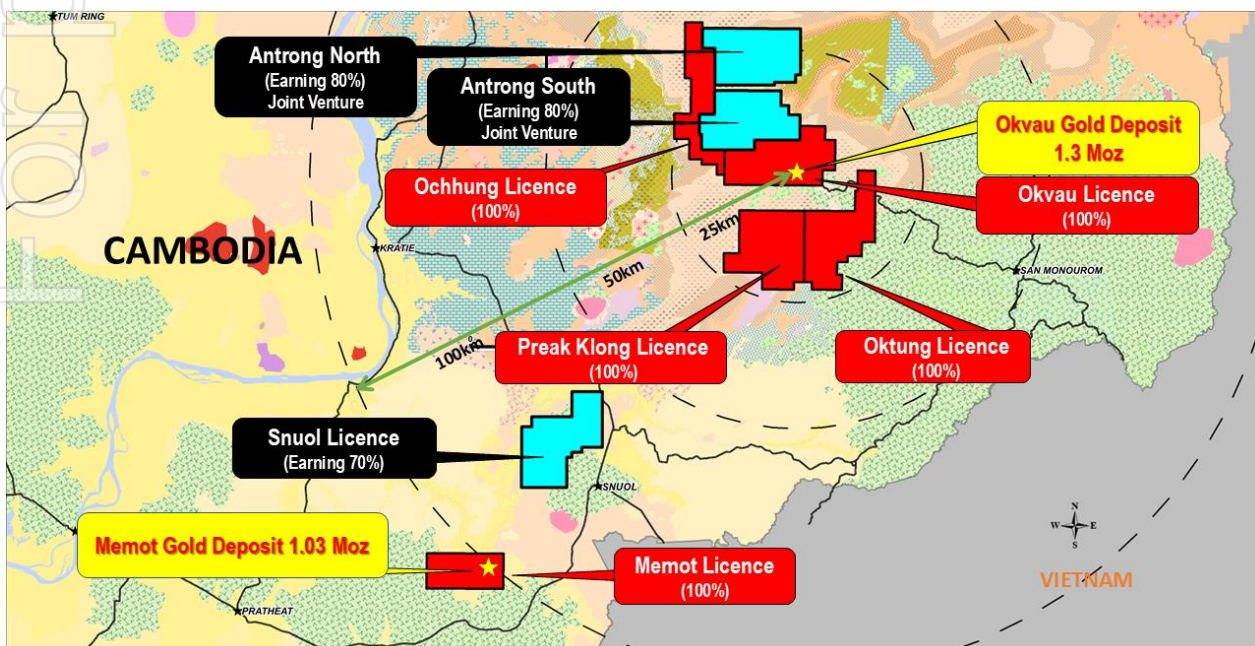 TUM RING
Antrong North
(Earning 80%)
Joint Venture
Antrong South
(Earning 80%)
Joint Venture
Okvau Gold Deposit
1.3 Moz
Ochhung Licence
(100%)
Okvau Licence
(100%)
CAMBODIA
KRATIE
25km
50km
100km
SAN MONOUROM
Preak Klong Licence
(100%)
Oktung Licence
(100%)
Snuol Licence
(Earning 70%)
SNUOL
N
W E
S
Memot Gold Deposit 1.03 Moz
Memot Licence
(100%)
VIETNAM
PRATHEAT